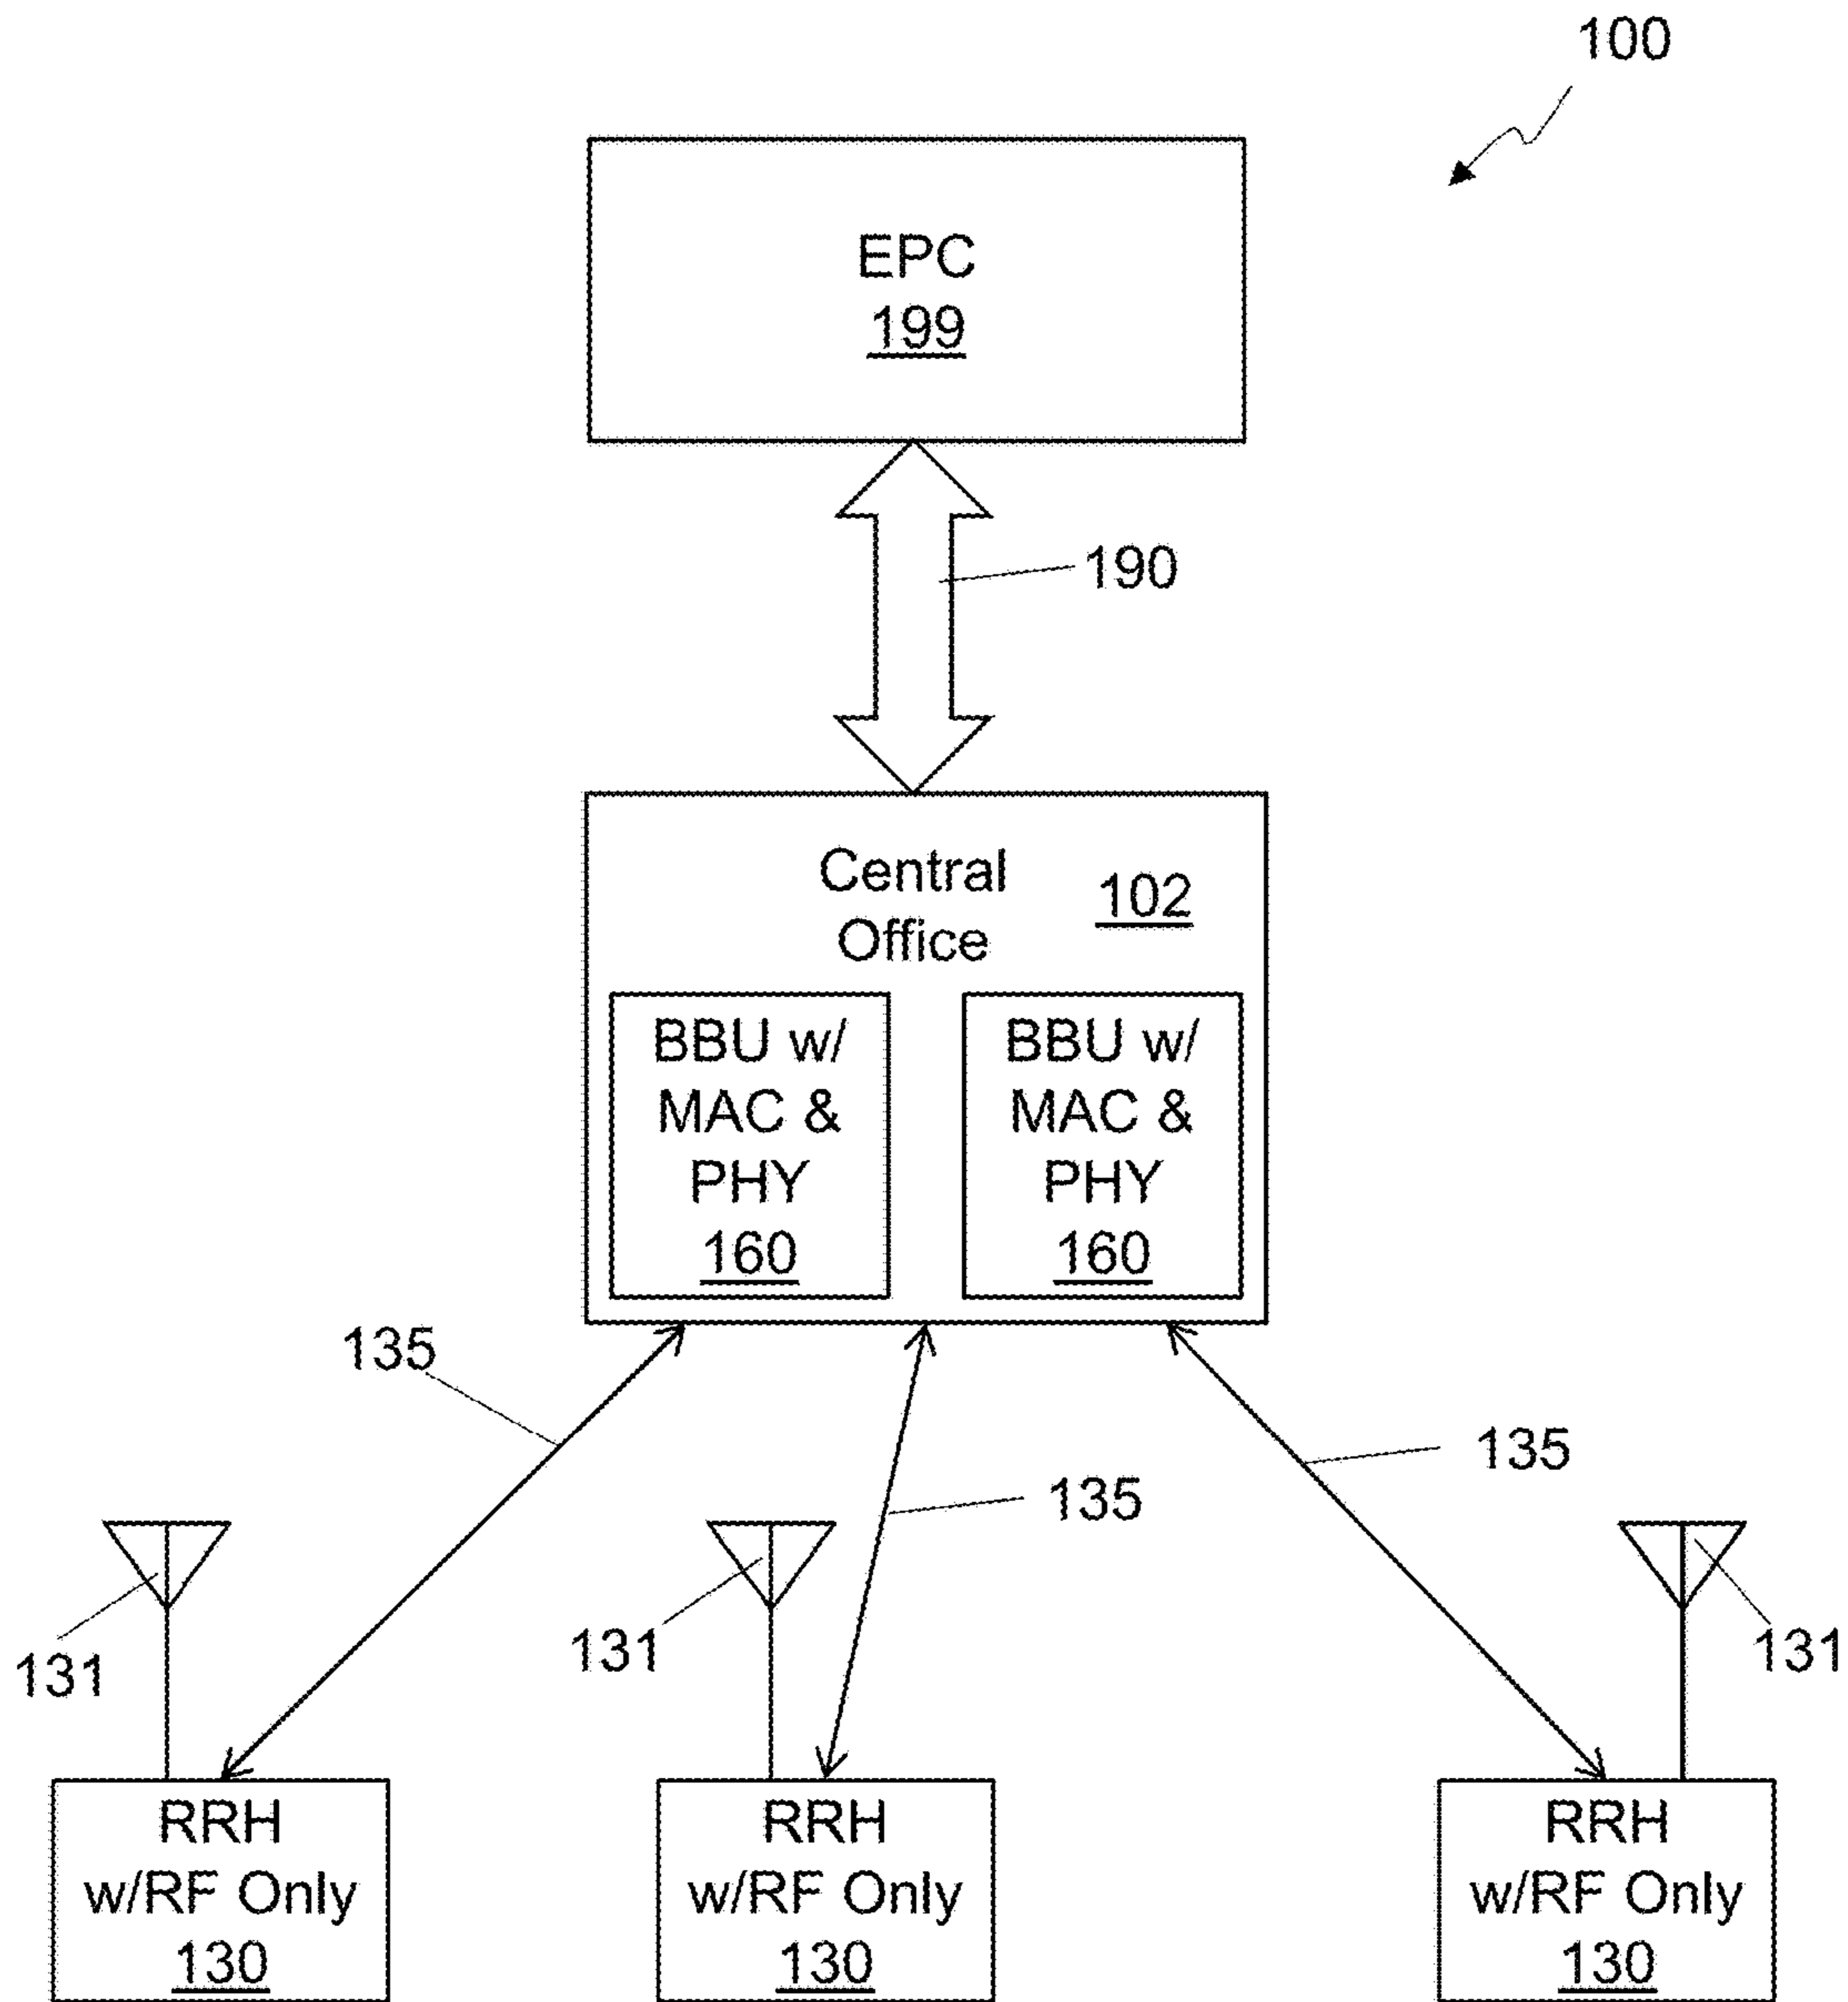 100
EPC
199
190
Central
Office
102
BBU w/
MAC &
PHY
160
BBU w/
MAC &
PHY
160
135
135
135
131
131
131
RRH
w/RF Only
130
RRH
w/RF Only
130
RRH
w/RF Only
130